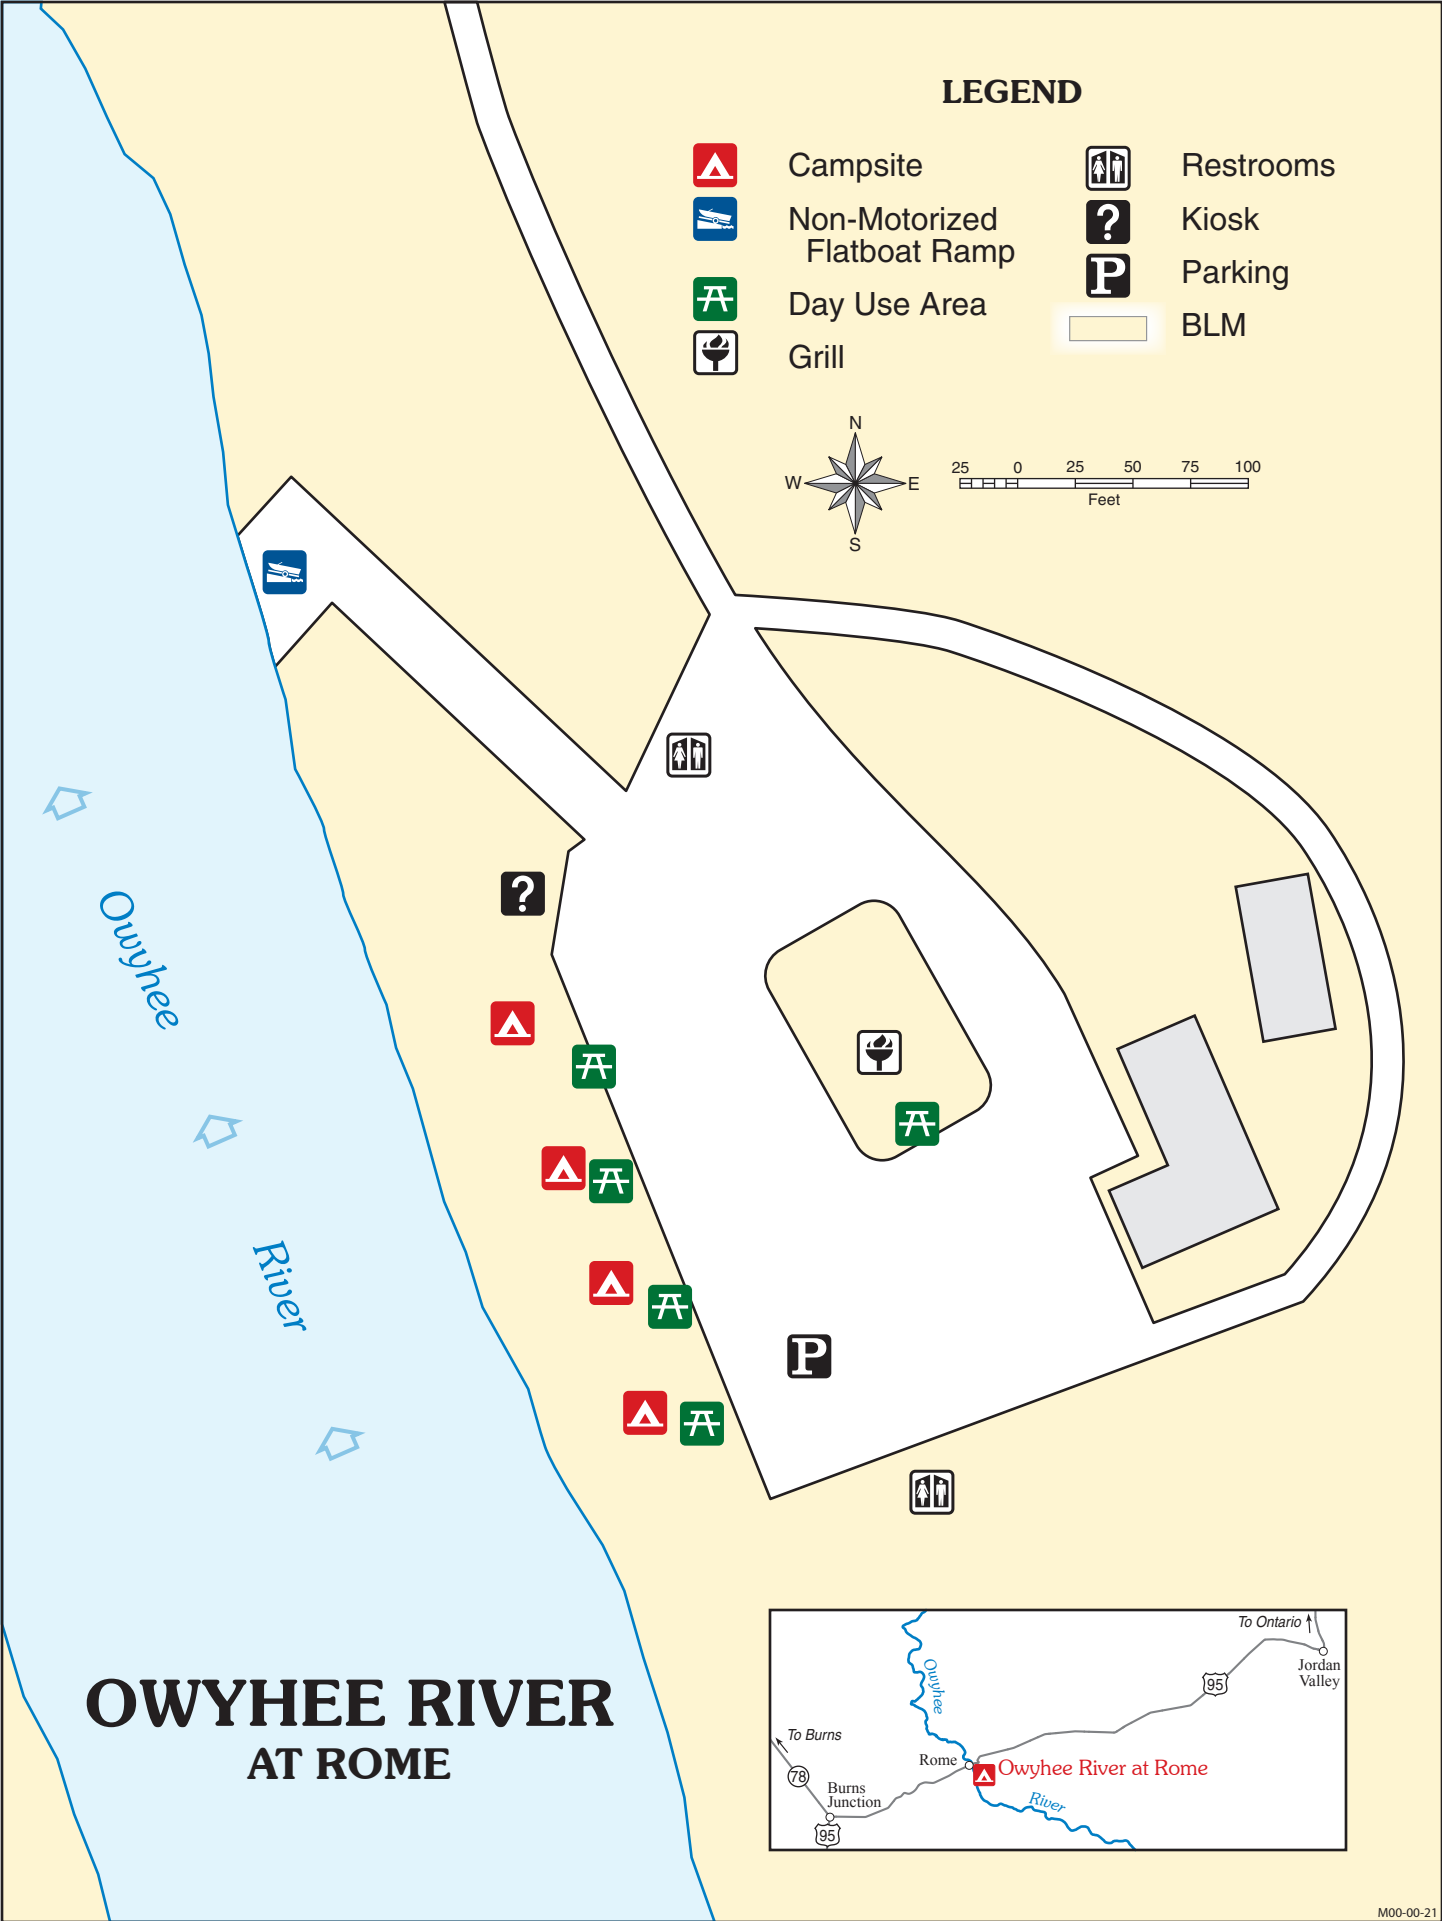 LEGEND
Campsite
Non-Motorized
Flatboat Ramp
Day Use Area
Grill
Restrooms
? Kiosk
P Parking
BLM
N
W E
S
25 0 25 50 75 100
Feet
?
P
Owyhee
River
OWYHEE RIVER
AT ROME
To Ontario
Jordan
Valley
95
Owyhee
To Burns
Rome
Owyhee River at Rome
78
Burns
Junction
River
95
M00-00-21